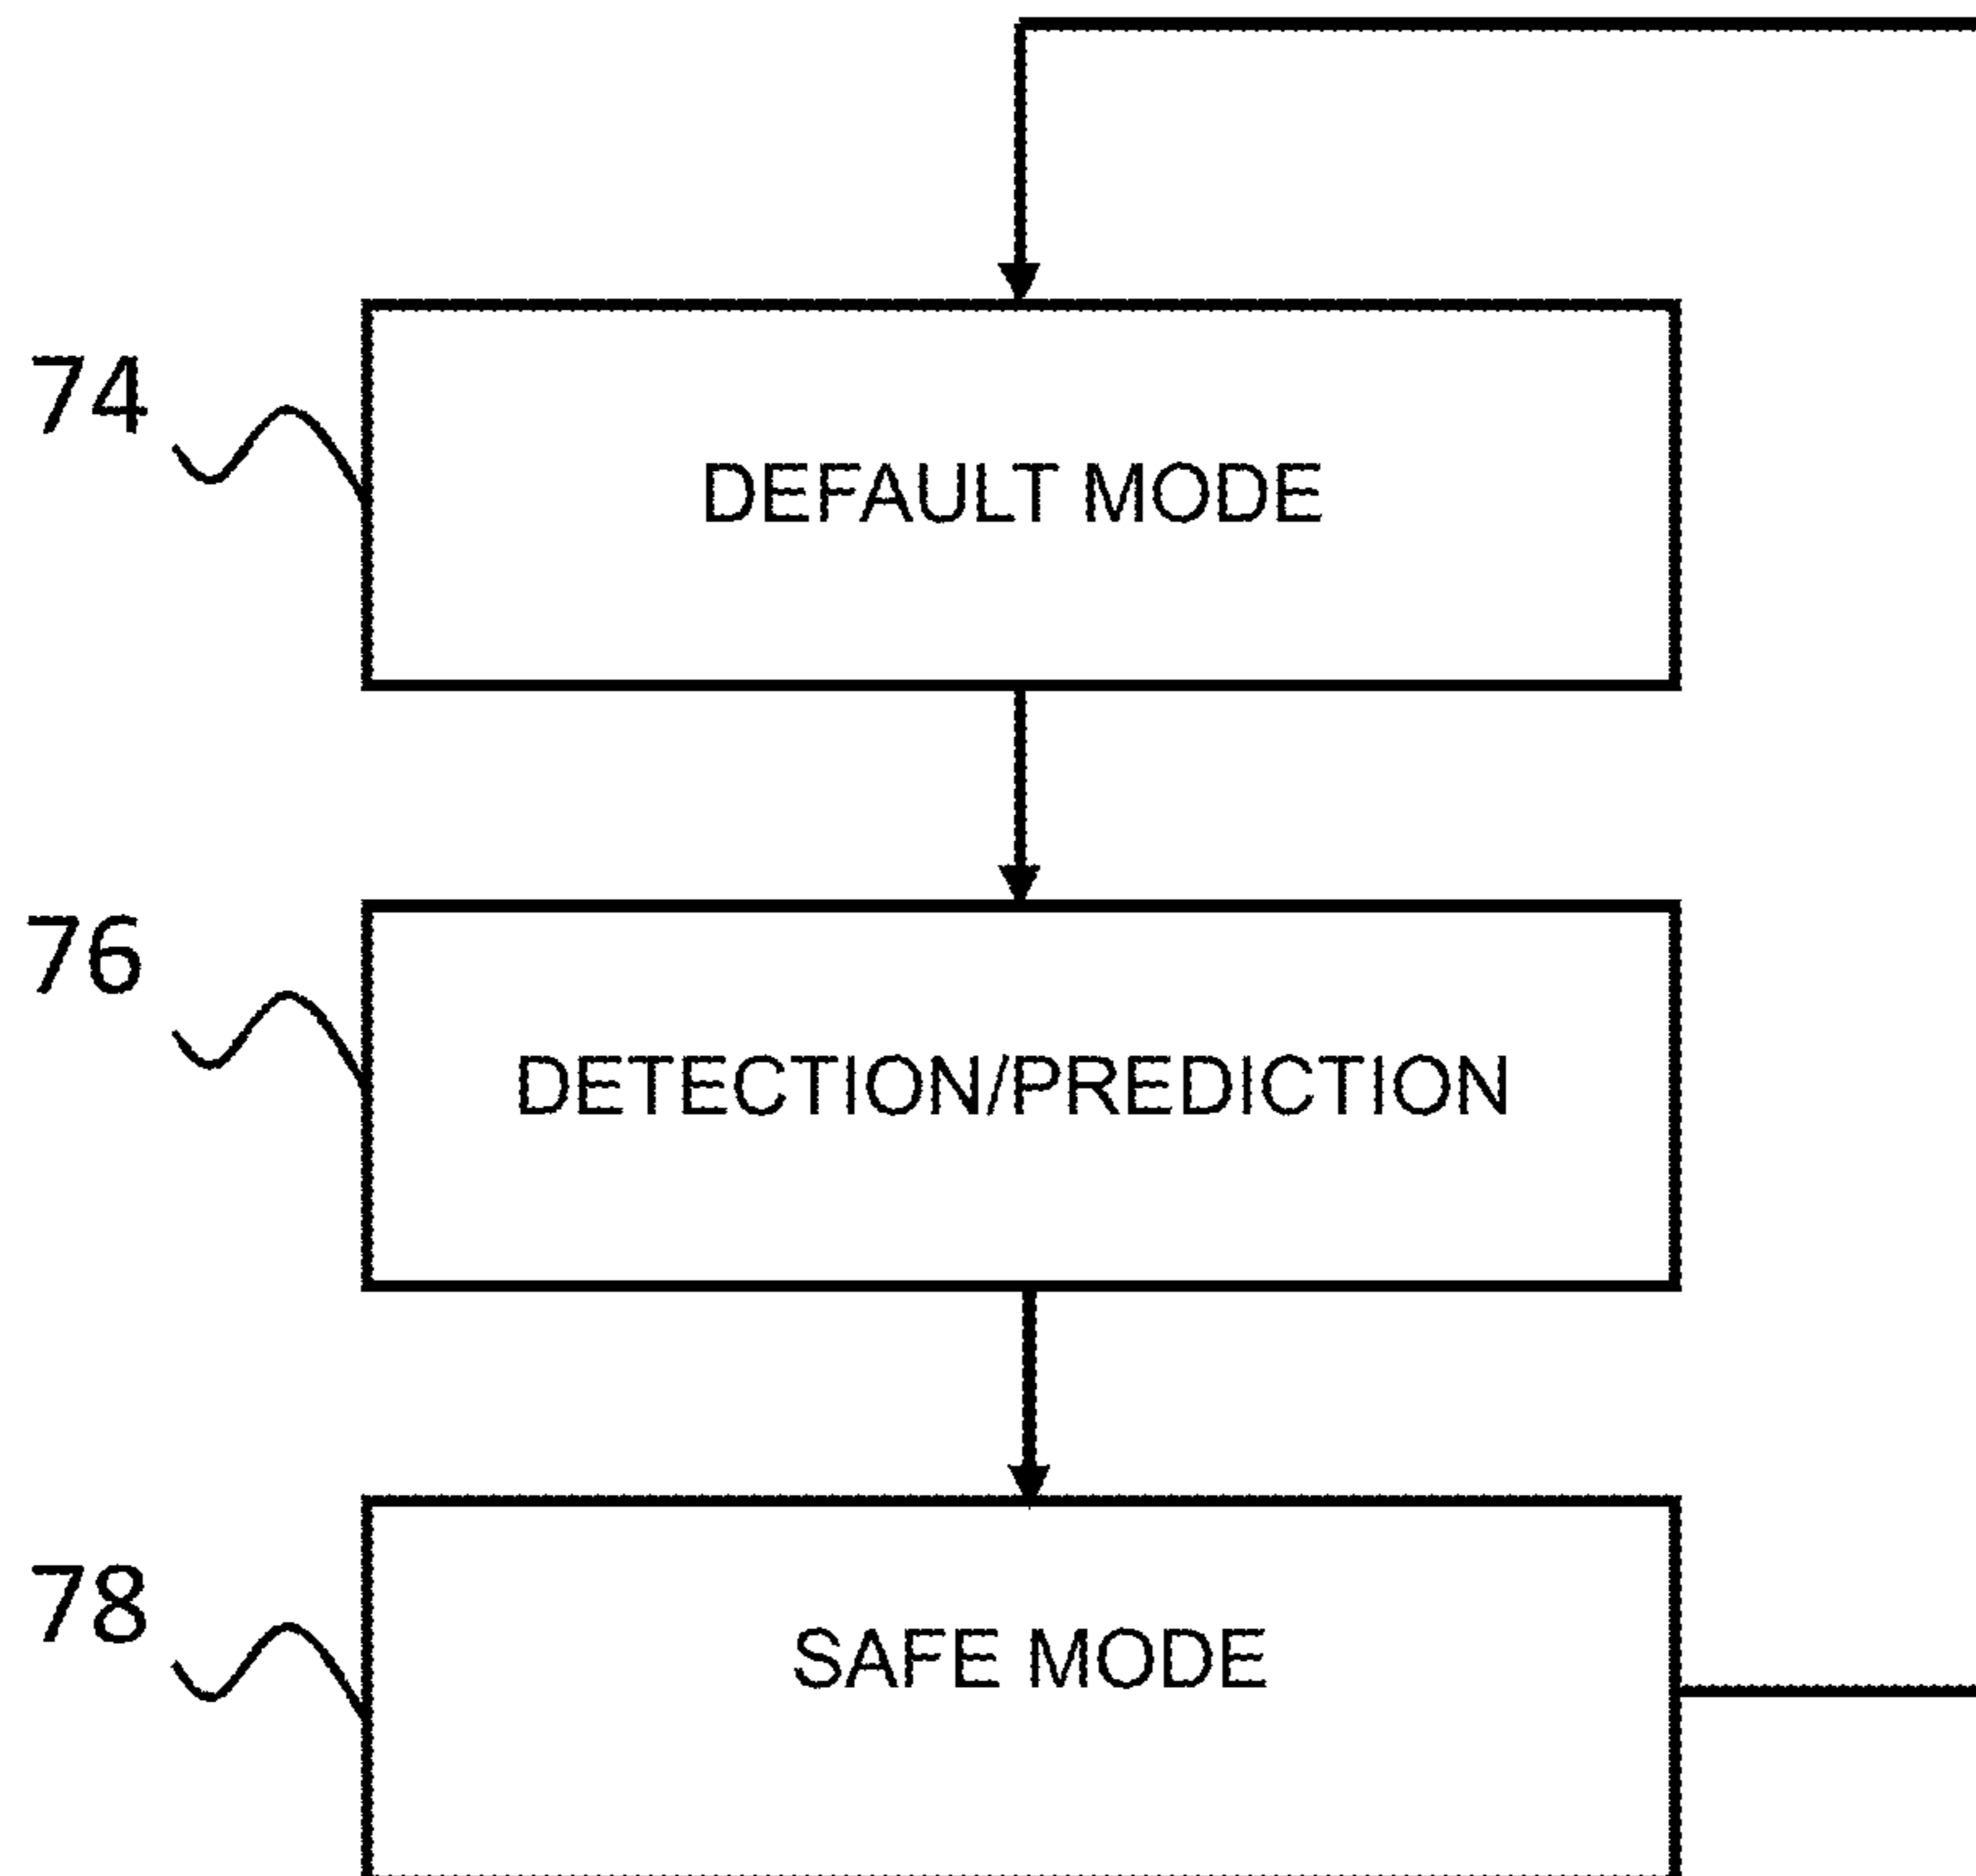 74
DEFAULT MODE
76
DETECTION/PREDICTION
78
SAFE MODE